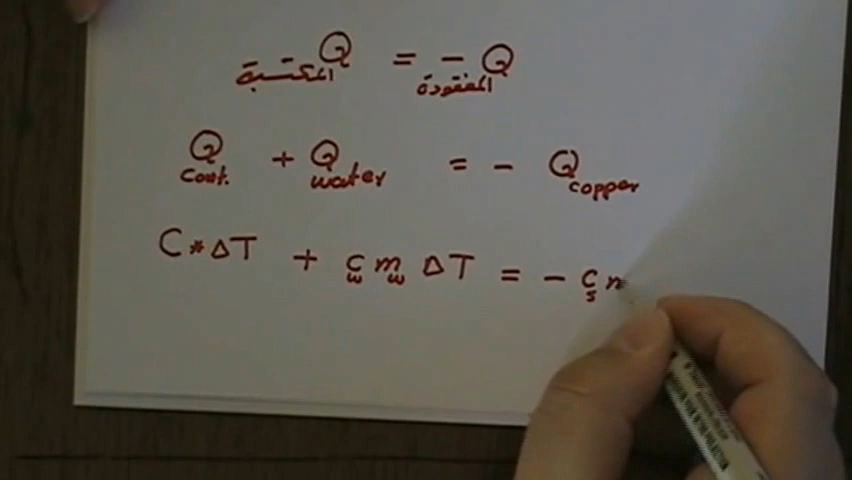 Q المكتسبة = - Q المفقودة
Q cont. + Q water = - Q copper
C * ΔT + c w m w ΔT = - c s m